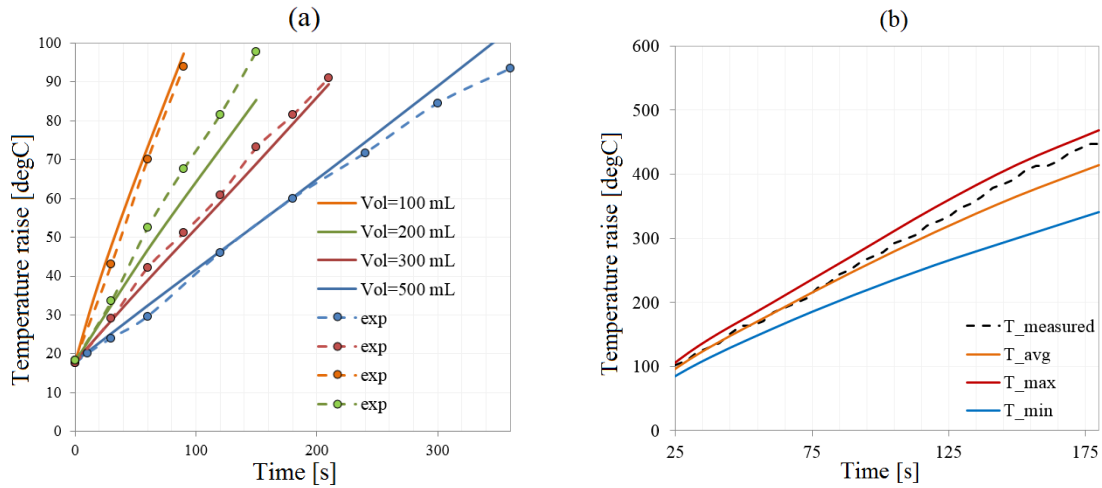 (a)
Temperature raise [degC]
100
90
80
70
60
50
40
30
20
10
0
0
100
200
300
Time [s]
Vol=100 mL
Vol=200 mL
Vol=300 mL
Vol=500 mL
exp
exp
exp
exp
(b)
Temperature raise [degC]
600
500
400
300
200
100
0
25
75
125
175
Time [s]
T_measured
T_avg
T_max
T_min